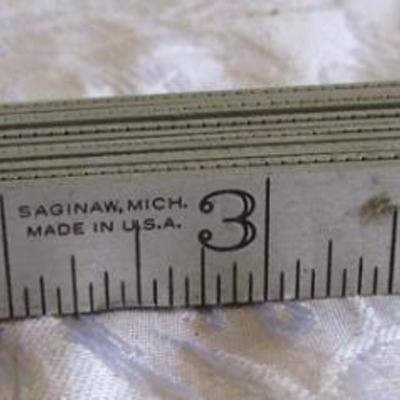 SAGINAW, MICH.
MADE IN U.S.A.
3